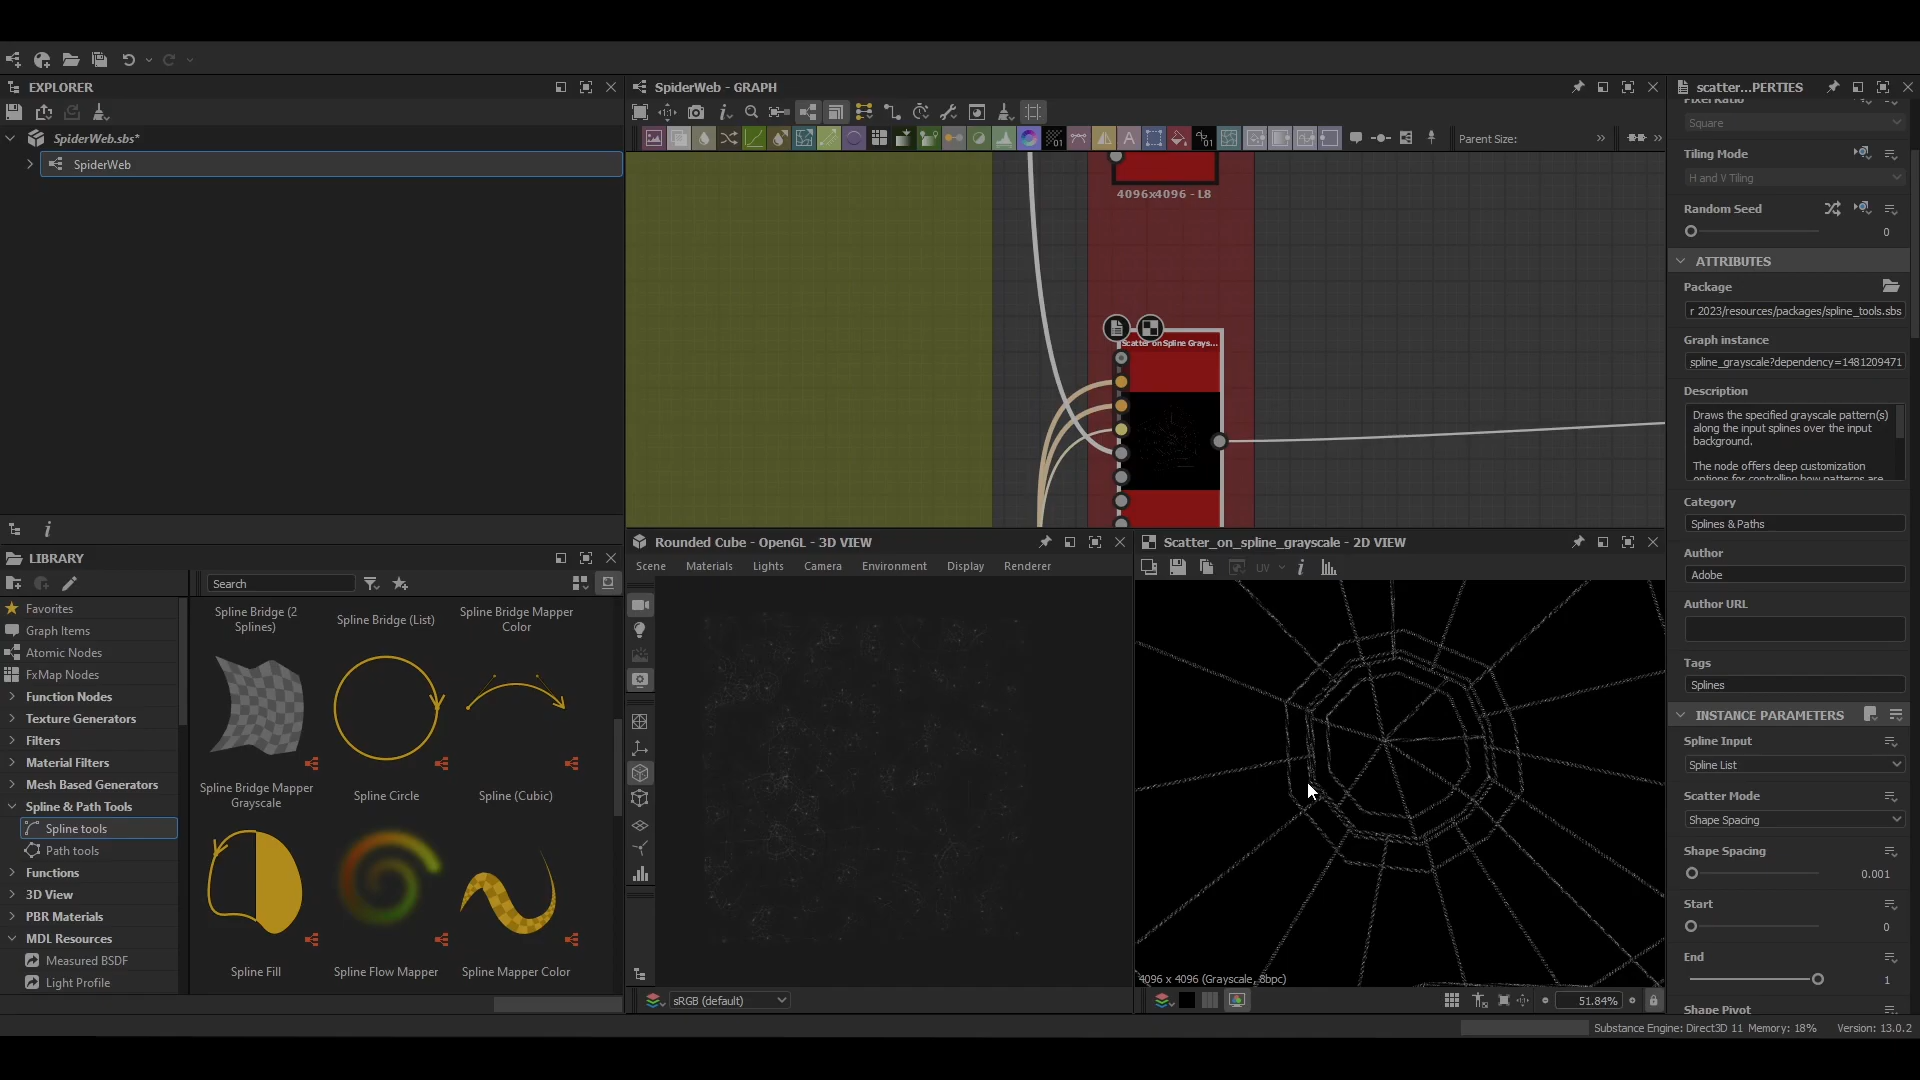 EXPLORER
SpiderWeb.sbs*
SpiderWeb
LIBRARY
Search
Favorites
Graph Items
Atomic Nodes
FxMap Nodes
Function Nodes
Texture Generators
Filters
Material Filters
Mesh Based Generators
Spline & Path Tools
Spline tools
Path tools
Functions
3D View
PBR Materials
MDL Resources
Measured BSDF
Light Profile
Spline Bridge (2
Splines)
Spline Bridge (List)
Spline Bridge Mapper
Color
Spline Bridge Mapper
Grayscale
Spline Circle
Spline (Cubic)
Spline Fill
Spline Flow Mapper
Spline Mapper Color
SpiderWeb - GRAPH
Parent Size:
4096x4096 - L8
Scatter on Spline Grays...
Rounded Cube - OpenGL - 3D VIEW
Scene Materials Lights Camera Environment Display Renderer
sRGB (default)
Scatter_on_spline_grayscale - 2D VIEW
UV
4096 x 4096 (Grayscale, 8bpc)
51.84%
scatter...PERTIES
Pixel Ratio
Square
Tiling Mode
H and V Tiling
Random Seed
0
ATTRIBUTES
Package
r 2023/resources/packages/spline_tools.sbs
Graph instance
spline_grayscale?dependency=1481209471
Description
Draws the specified grayscale pattern(s)
along the input splines over the input
background.
The node offers deep customization
options for controlling how patterns are
Category
Splines & Paths
Author
Adobe
Author URL
Tags
Splines
INSTANCE PARAMETERS
Spline Input
Spline List
Scatter Mode
Shape Spacing
Shape Spacing
0.001
Start
0
End
1
Shape Pivot
Substance Engine: Direct3D 11 Memory: 18% Version: 13.0.2